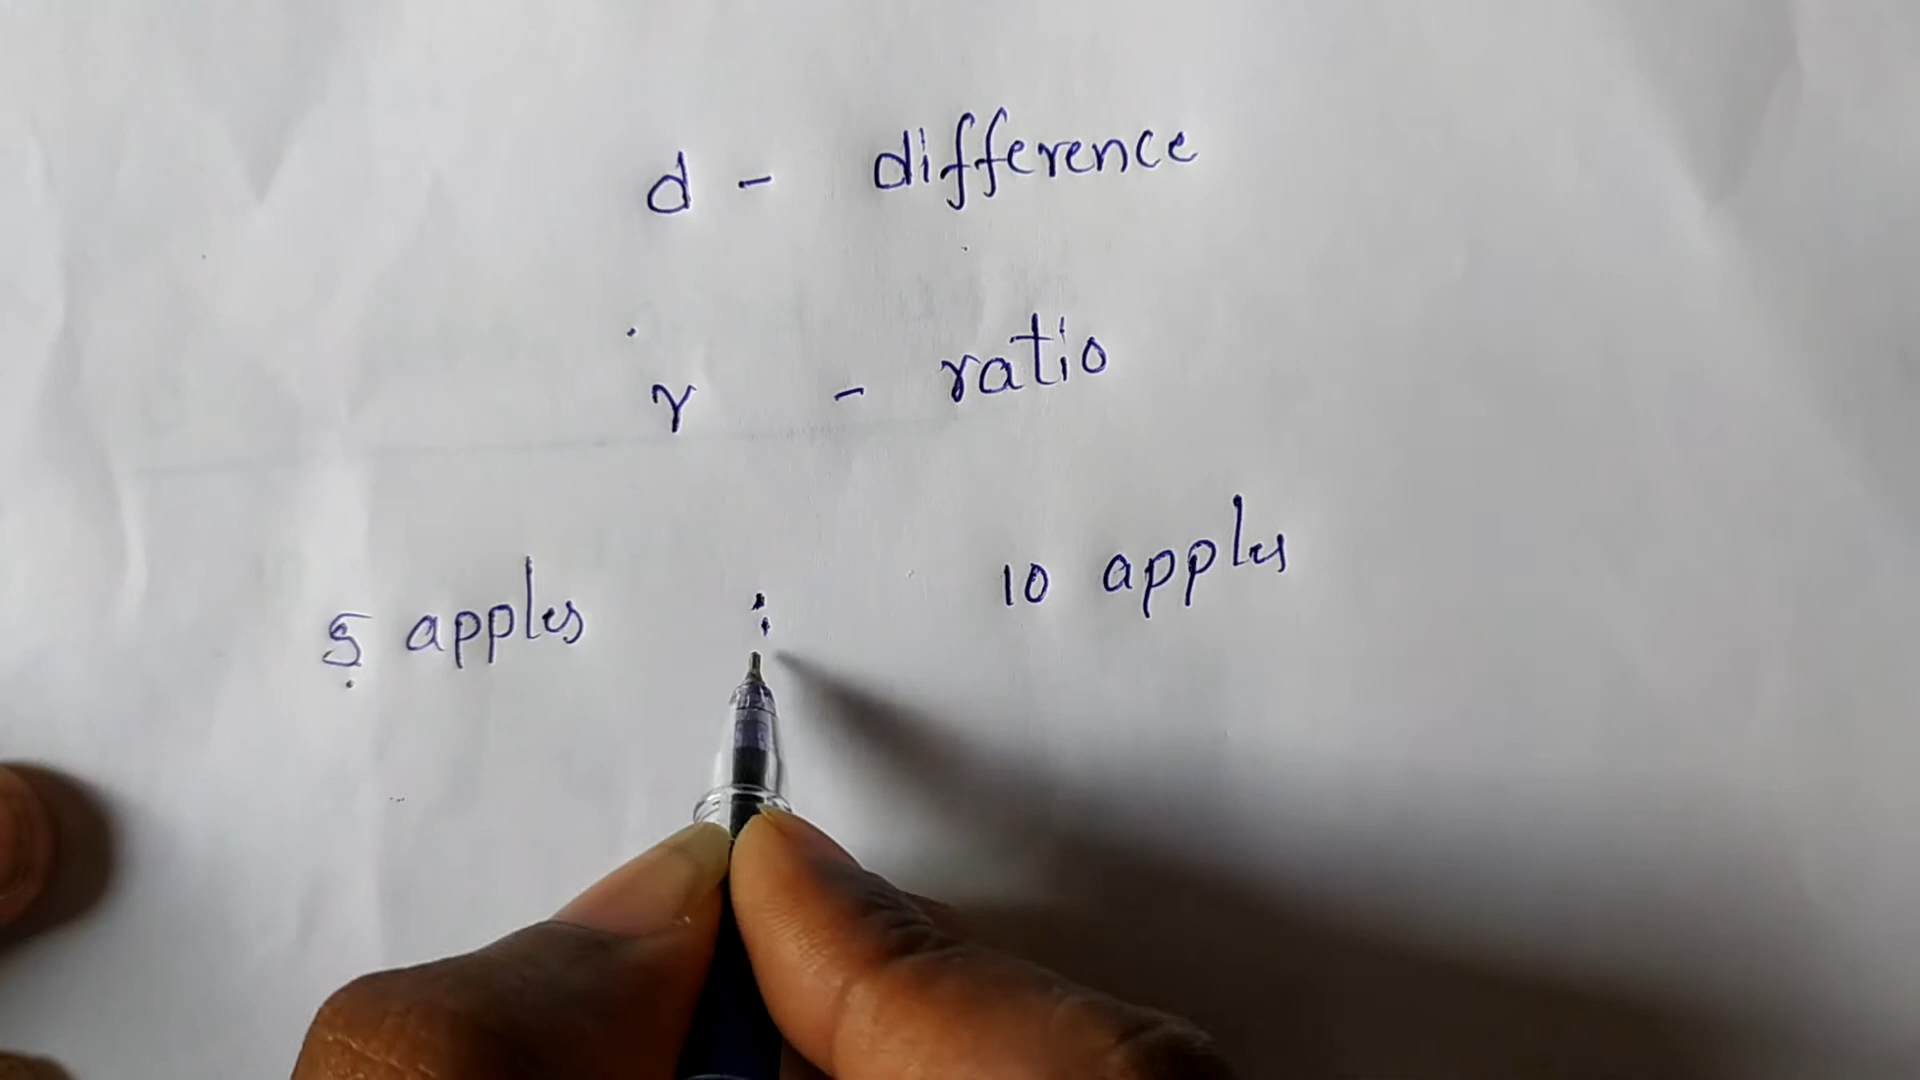 d - difference
r - ratio
5 apples : 10 apples